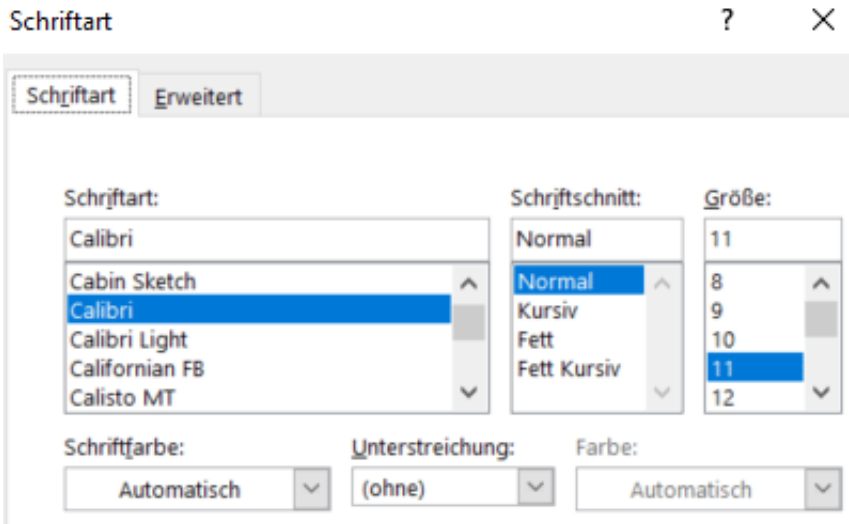 Schriftart ?
Schriftart Erweitert
Schriftart: Schriftschnitt: Größe:
Calibri Normal 11
Cabin Sketch Normal 8
Calibri Kursiv 9
Calibri Light Fett 10
Californian FB Fett Kursiv 11
Calisto MT 12
Schriftfarbe: Unterstreichung: Farbe:
Automatisch (ohne) Automatisch